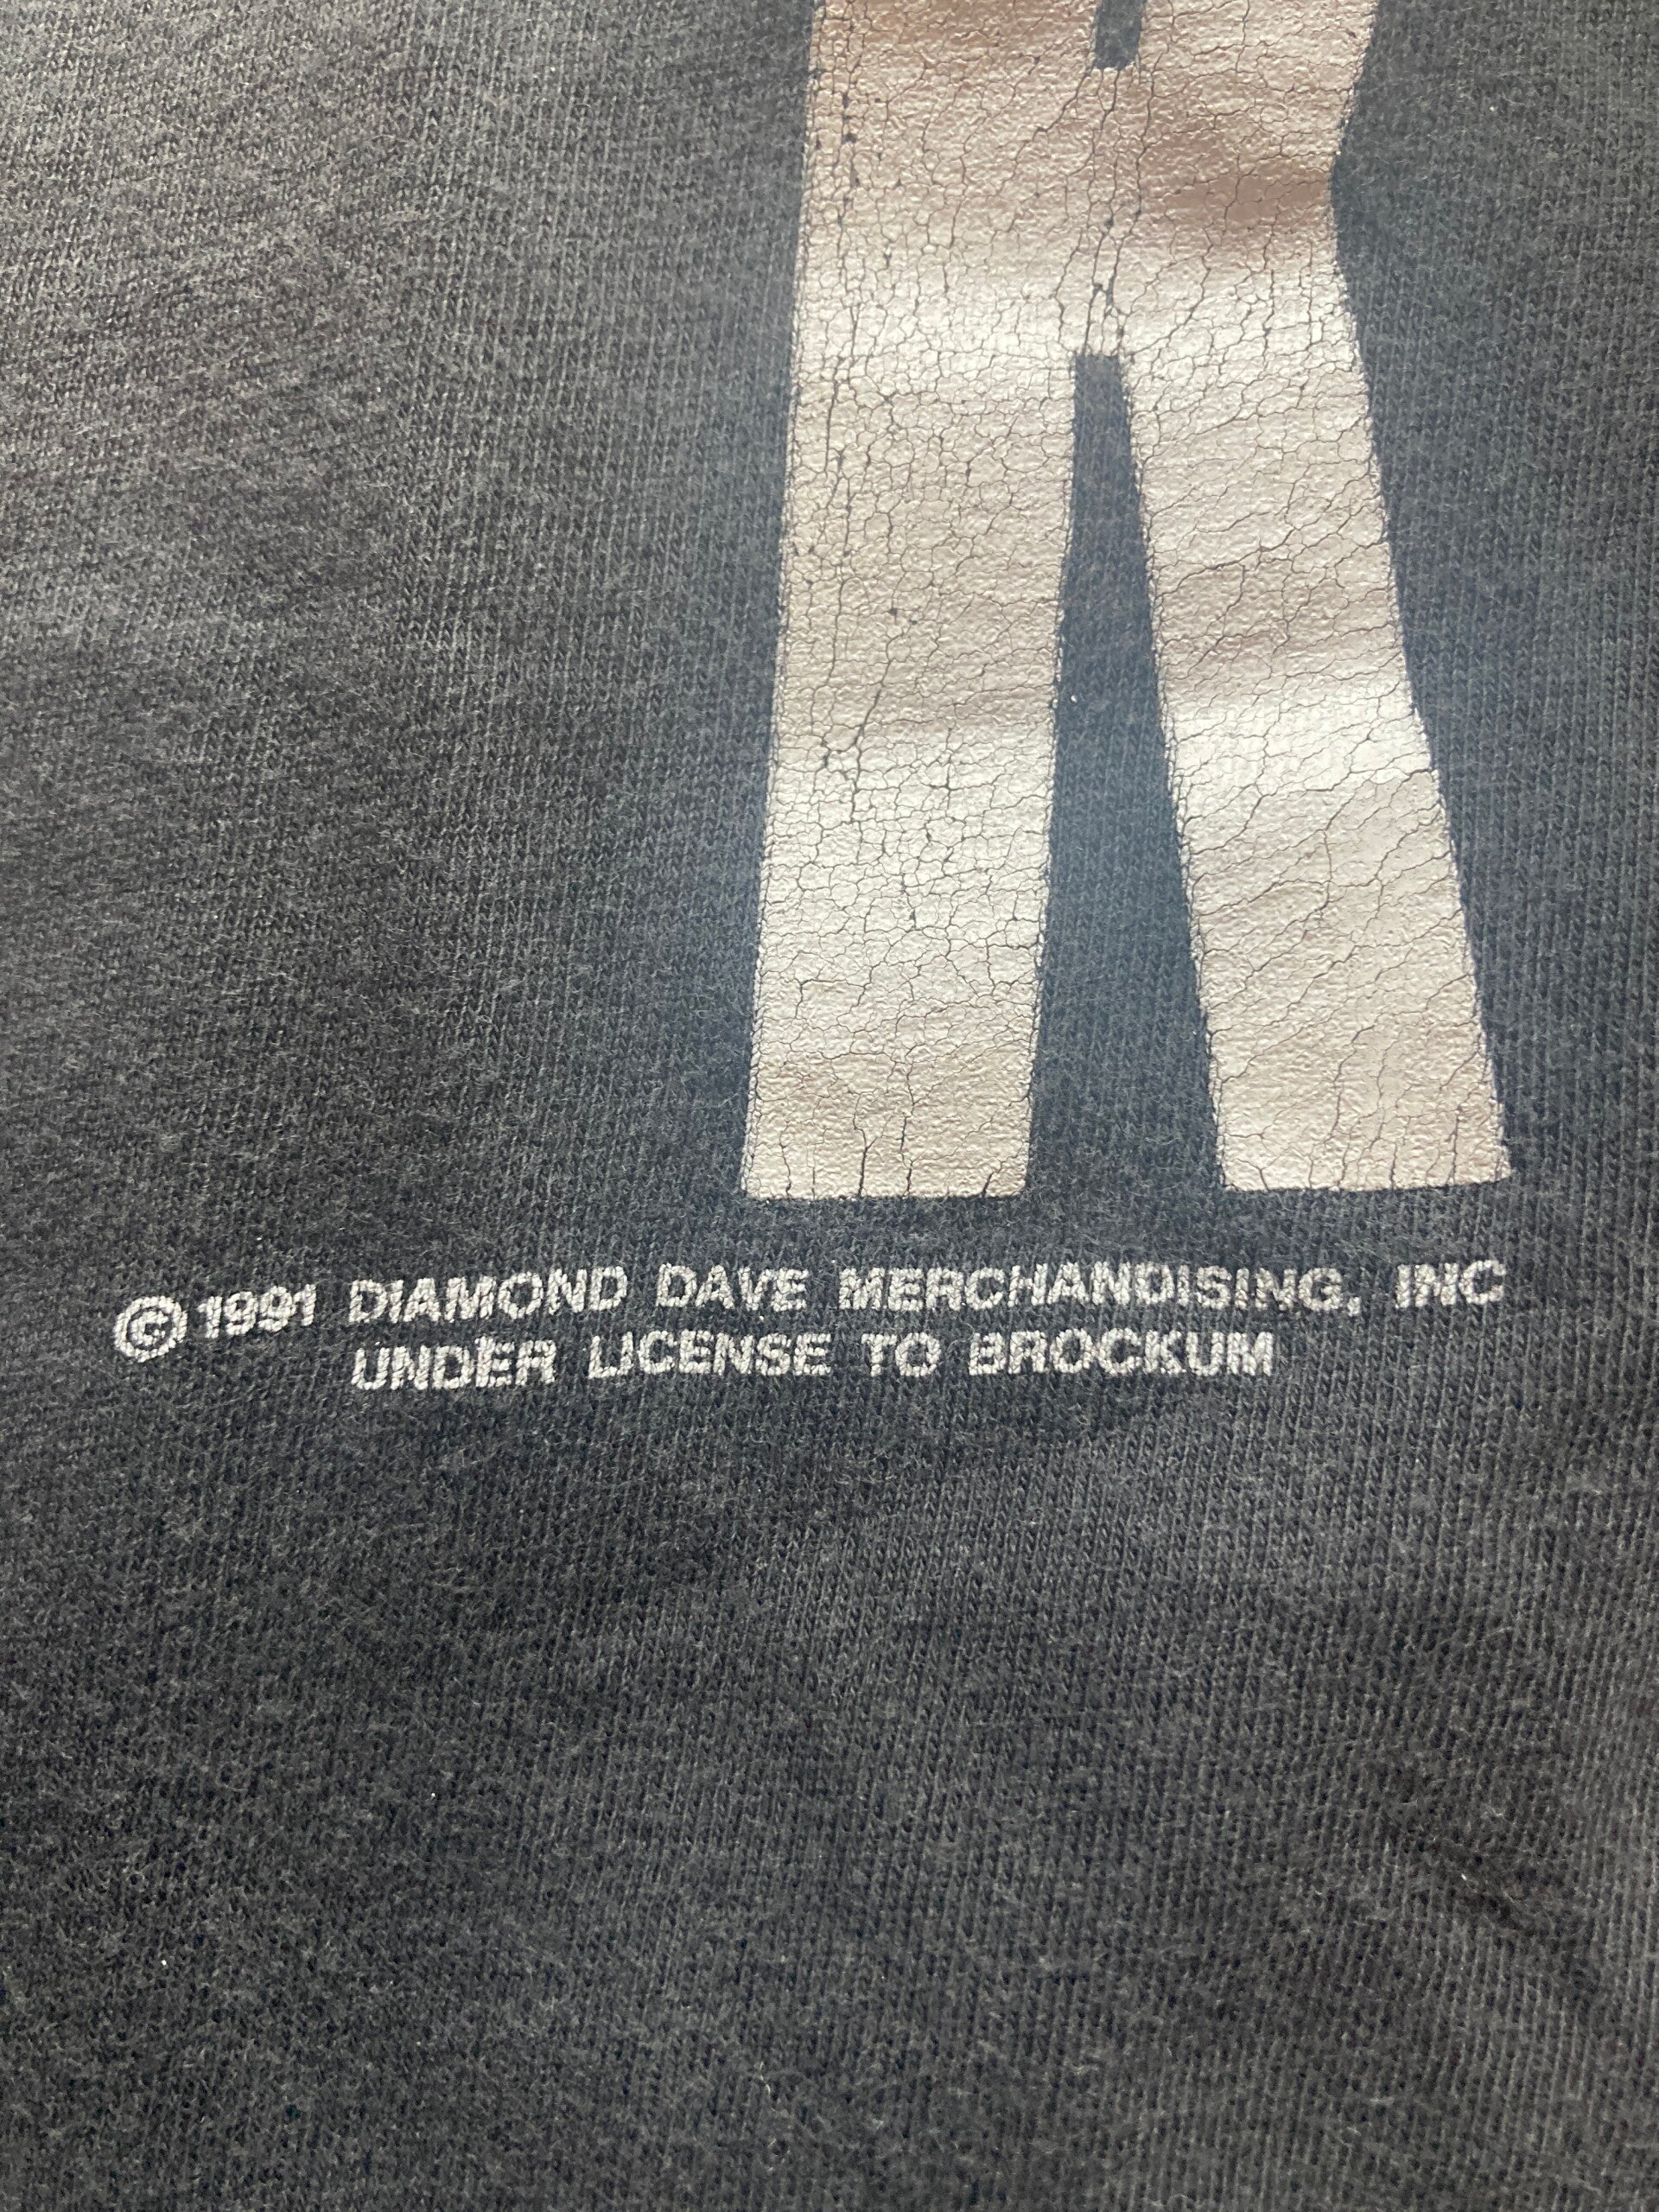 © 1991 DIAMOND DAVE MERCHANDISING, INC
UNDER LICENSE TO BROCKUM